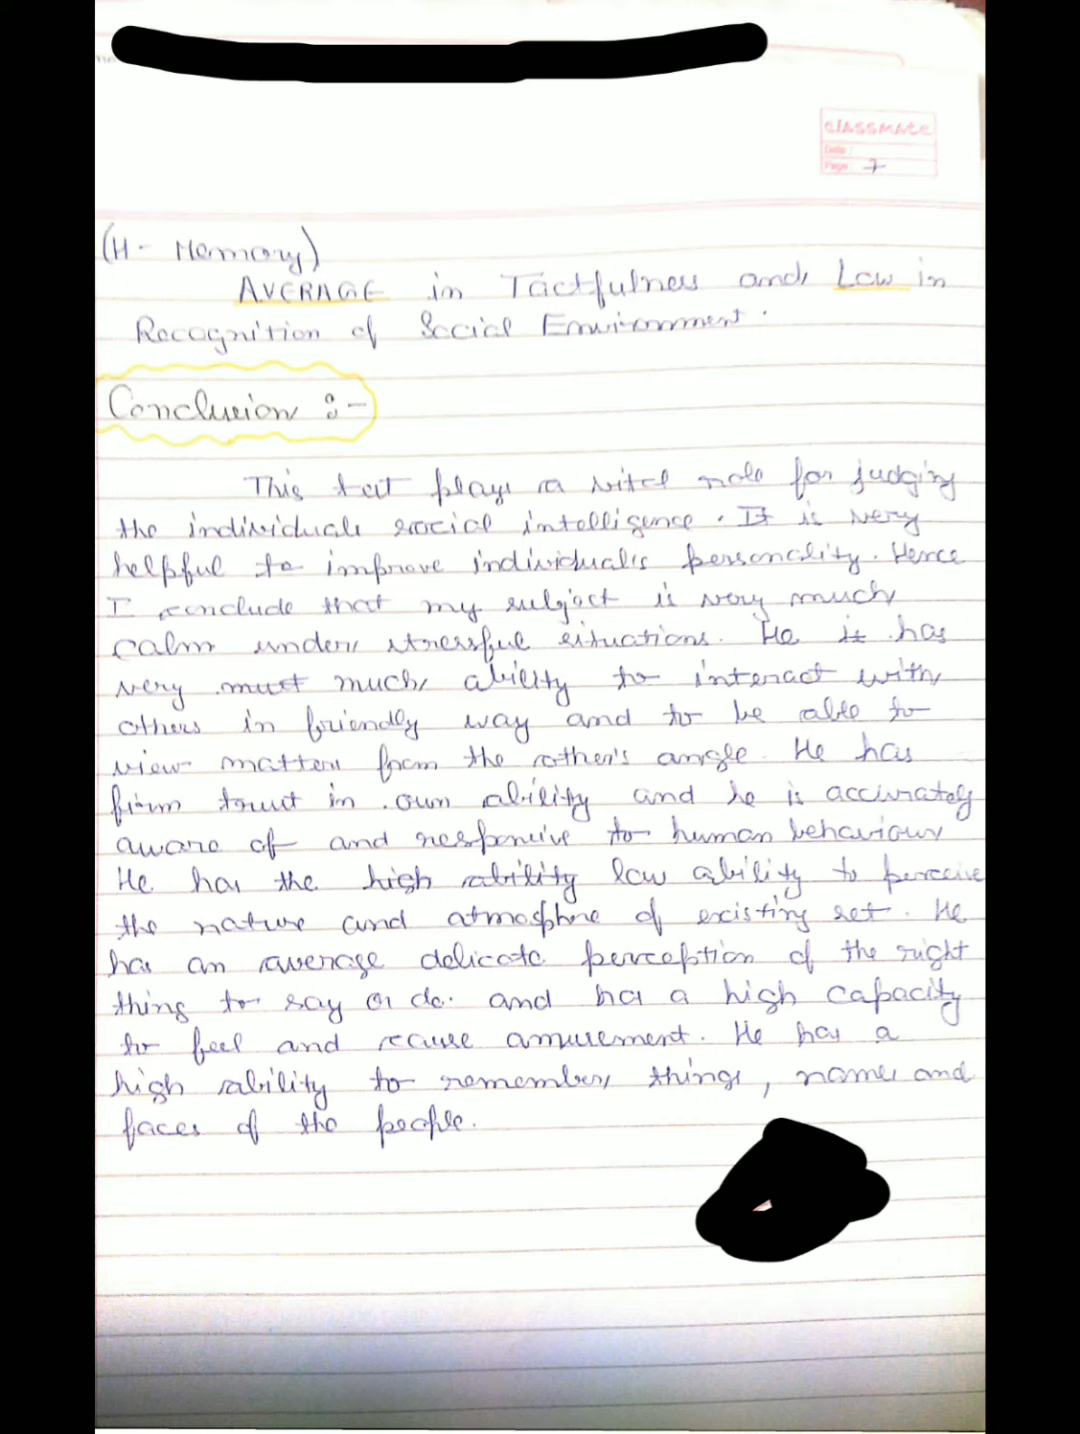 classmate
Date :
Page 7
(H - Memory)
AVERAGE in Tactfulness and Low in
Recognition of Social Environment.
Conclusion :-
This test plays a vital role for judging
the individuals social intelligence. It is very
helpful to improve individual's personality. Hence
I conclude that my subject is very much
calm under stressful situations. He is has
very must much ability to interact with
others in friendly way and to be able to
view matters from the other's angle. He has
firm trust in own ability and he is accurately
aware of and responsive to human behaviour
He has the high ability low ability to perceive
the nature and atmosphre of existing set. He
has an average delicate perception of the right
thing to say or do. and has a high capacity
to feel and cause amusement. He has a
high ability to remember things, names and
faces of the people.